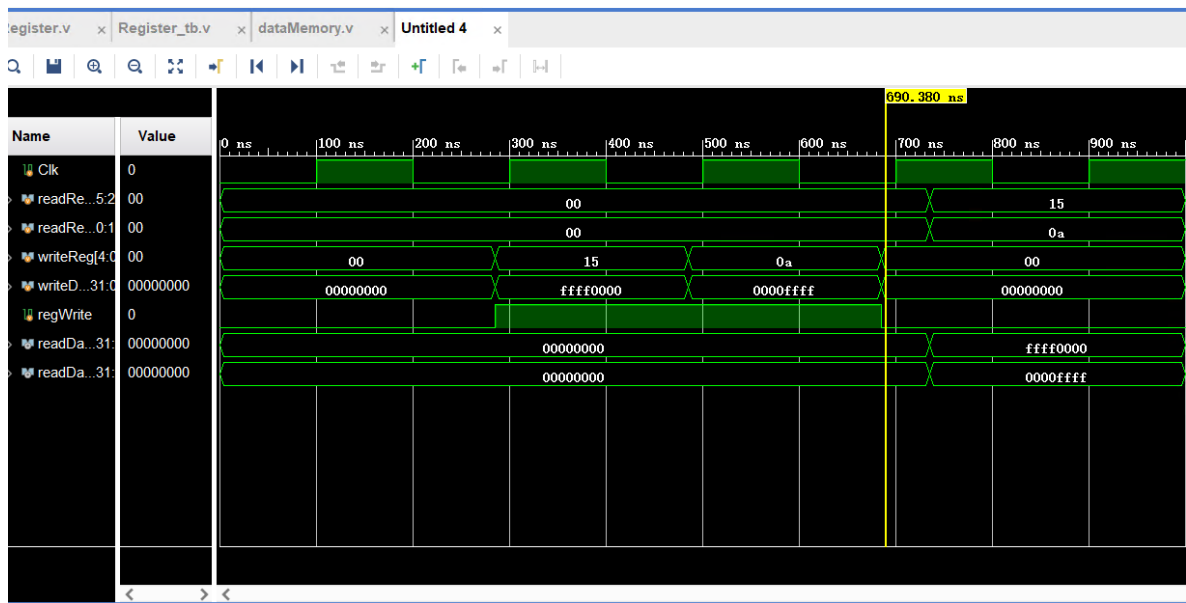 Register.v × Register_tb.v × dataMemory.v × Untitled 4 ×
690.380 ns
Name Value 0 ns 100 ns 200 ns 300 ns 400 ns 500 ns 600 ns 700 ns 800 ns 900 ns
Clk 0
readRe...5:2 00 00 15
readRe...0:1 00 00 0a
writeReg[4:0 00 00 15 0a 00
writeD...31:0 00000000 00000000 ffff0000 0000ffff 00000000
regWrite 0
readDa...31: 00000000 00000000 ffff0000
readDa...31: 00000000 00000000 0000ffff